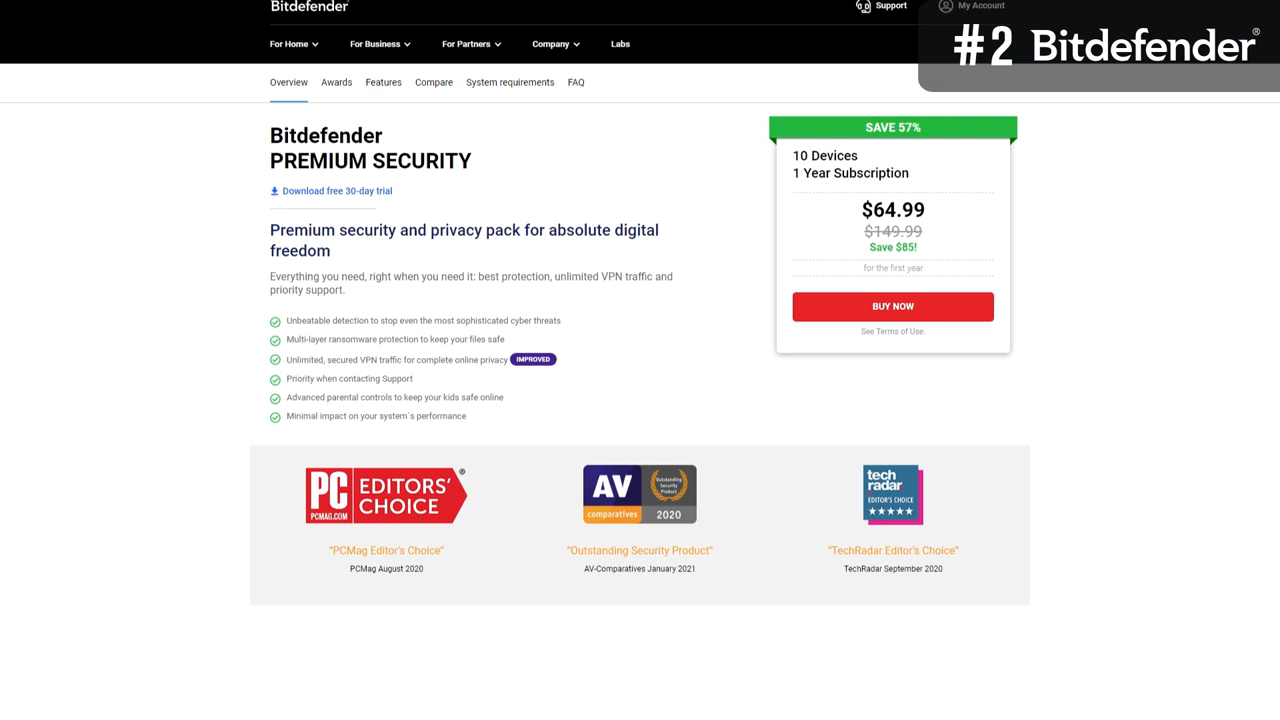 Bitdefender
Support
My Account
#2 Bitdefender®
For Home
For Business
For Partners
Company
Labs
Overview
Awards
Features
Compare
System requirements
FAQ
Bitdefender
PREMIUM SECURITY
Download free 30-day trial
Premium security and privacy pack for absolute digital
freedom
Everything you need, right when you need it: best protection, unlimited VPN traffic and
priority support.
Unbeatable detection to stop even the most sophisticated cyber threats
Multi-layer ransomware protection to keep your files safe
Unlimited, secured VPN traffic for complete online privacy IMPROVED
Priority when contacting Support
Advanced parental controls to keep your kids safe online
Minimal impact on your system`s performance
SAVE 57%
10 Devices
1 Year Subscription
$64.99
$149.99
Save $85!
for the first year
BUY NOW
See Terms of Use.
PC
PCMAG.COM
EDITORS'
CHOICE
®
"PCMag Editor's Choice"
PCMag August 2020
AV
comparatives
Outstanding
Security
Product
2020
"Outstanding Security Product"
AV-Comparatives January 2021
tech
radar.
EDITOR'S CHOICE
"TechRadar Editor's Choice"
TechRadar September 2020